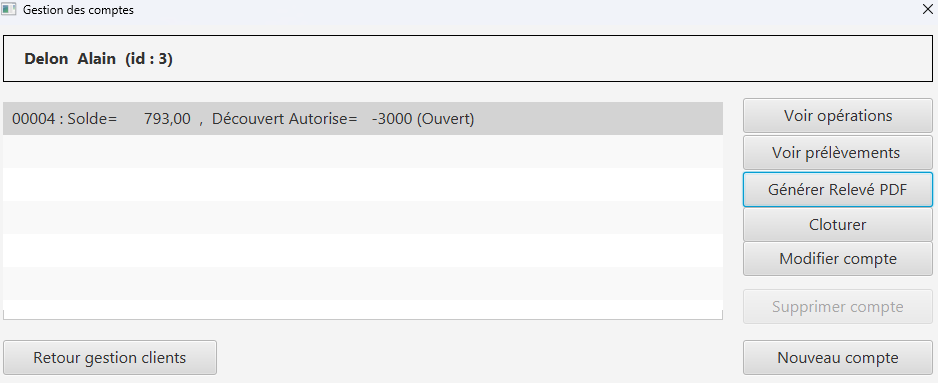 Gestion des comptes
Delon Alain (id : 3)
00004 : Solde= 793,00 , Découvert Autorise= -3000 (Ouvert)
Voir opérations
Voir prélèvements
Générer Relevé PDF
Cloturer
Modifier compte
Supprimer compte
Retour gestion clients
Nouveau compte